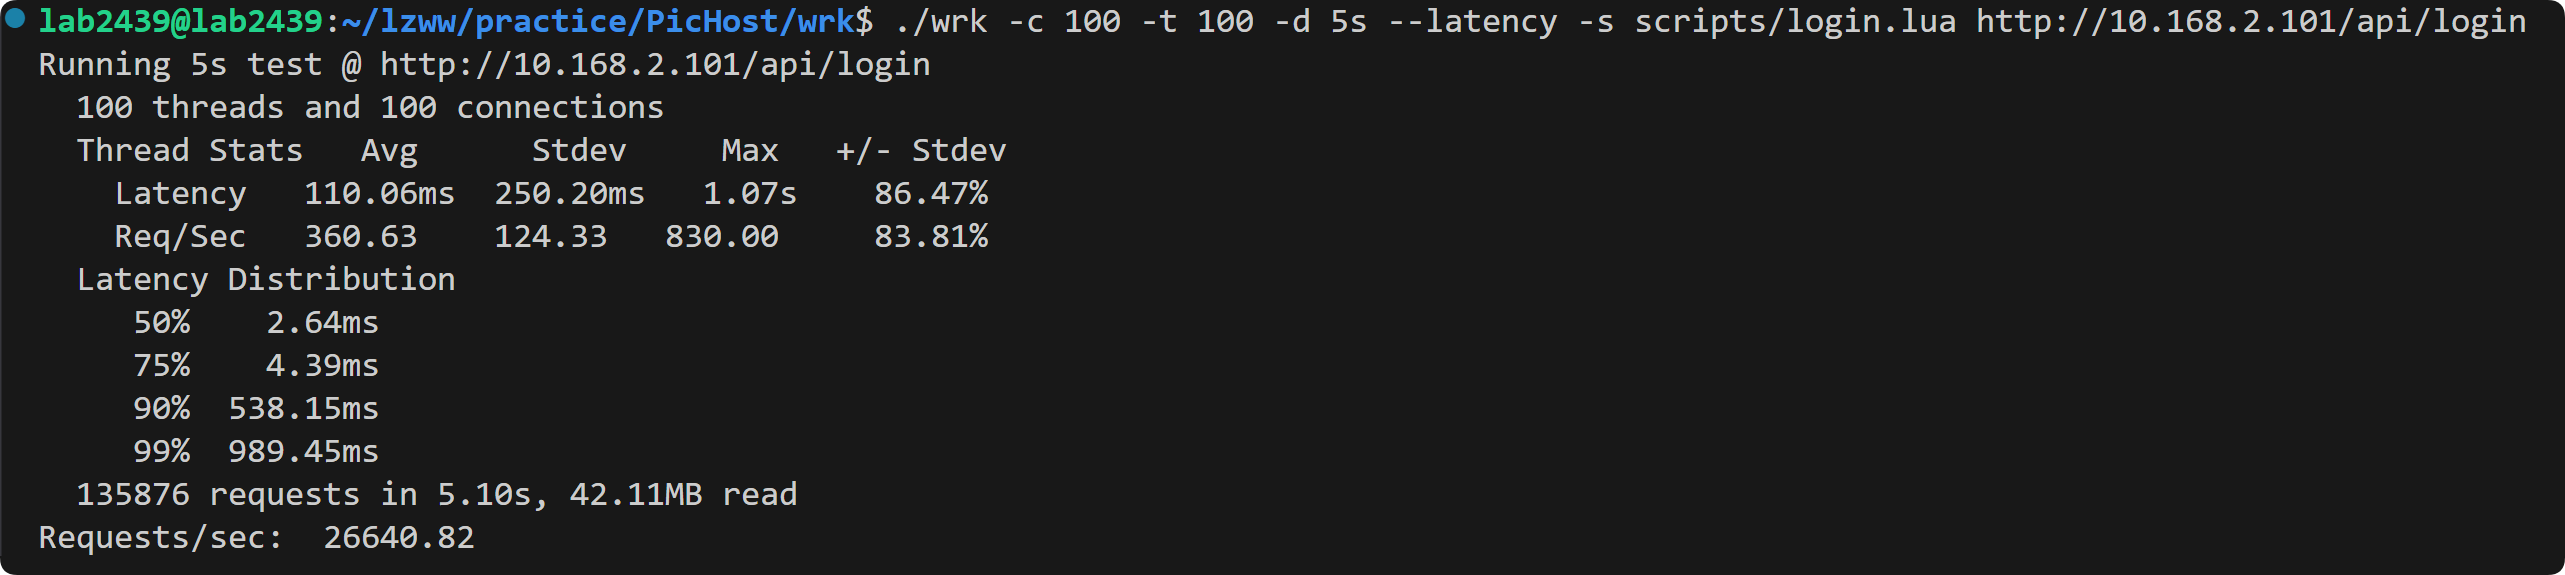 lab2439@lab2439:~/lzww/practice/PicHost/wrk$ ./wrk -c 100 -t 100 -d 5s --latency -s scripts/login.lua http://10.168.2.101/api/login
Running 5s test @ http://10.168.2.101/api/login
  100 threads and 100 connections
  Thread Stats   Avg      Stdev     Max   +/- Stdev
    Latency   110.06ms  250.20ms   1.07s    86.47%
    Req/Sec   360.63    124.33   830.00     83.81%
  Latency Distribution
     50%    2.64ms
     75%    4.39ms
     90%  538.15ms
     99%  989.45ms
  135876 requests in 5.10s, 42.11MB read
Requests/sec:  26640.82